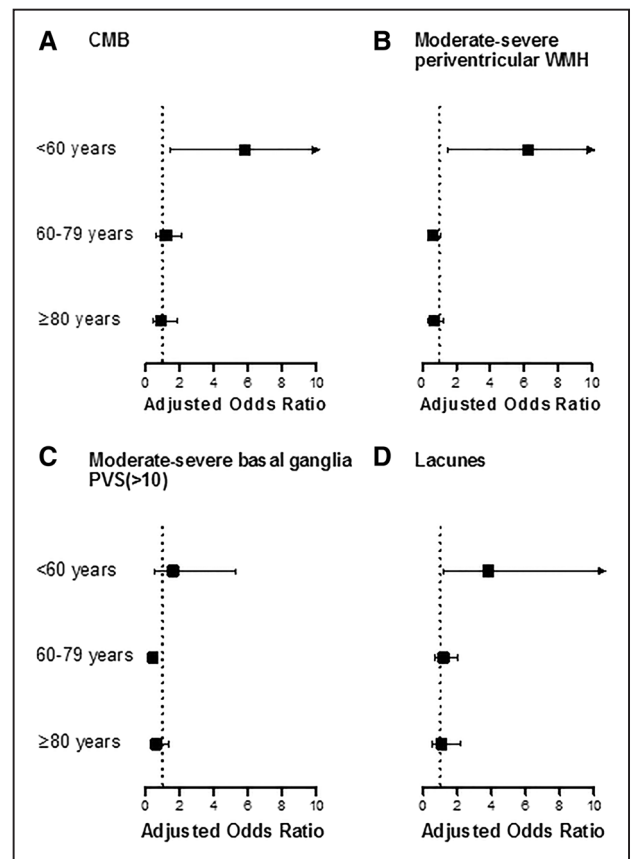 A CMB
<60 years
60-79 years
≥80 years
0 2 4 6 8 10
Adjusted Odds Ratio
B Moderate-severe
periventricular WMH
0 2 4 6 8 10
Adjusted Odds Ratio
C Moderate-severe basal ganglia
PVS(>10)
<60 years
60-79 years
≥80 years
0 2 4 6 8 10
Adjusted Odds Ratio
D Lacunes
0 2 4 6 8 10
Adjusted Odds Ratio